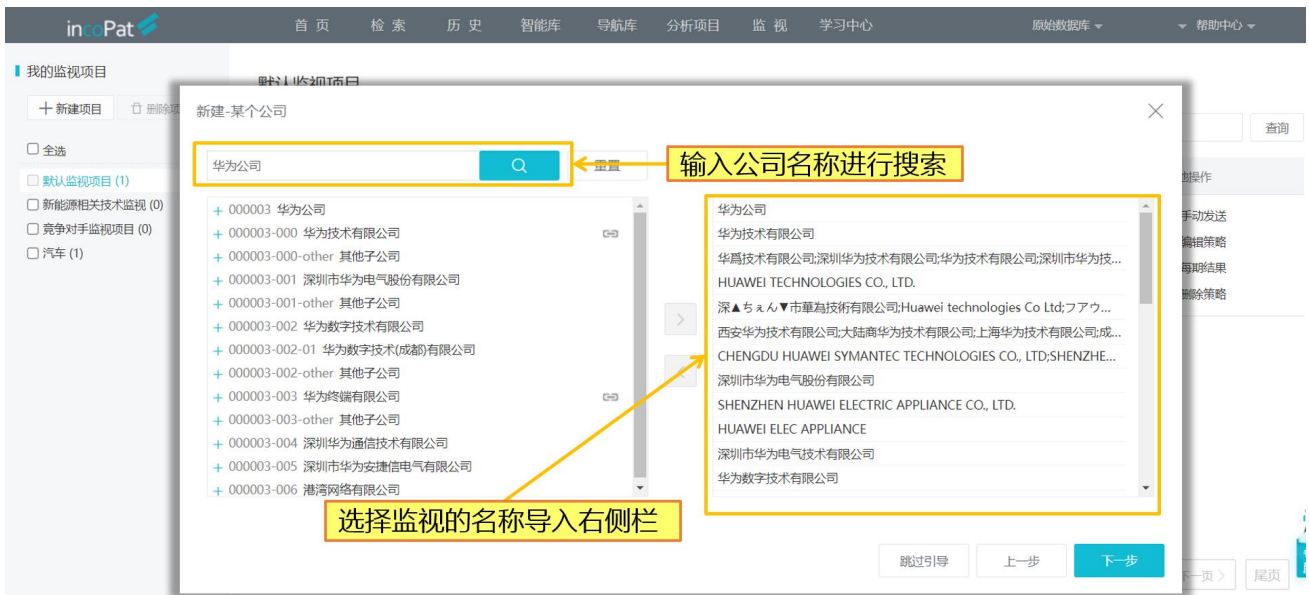 incoPat
首 页 检 索 历 史 智能库 导航库 分析项目 监 视 学习中心 原始数据库 帮助中心
我的监视项目
默认监视项目
新建项目
新建-某个公司
查询
全选
华为公司
重置
输入公司名称进行搜索
默认监视项目 (1)
新能源相关技术监视 (0)
竞争对手监视项目 (0)
汽车 (1)
操作
手动发送
编辑策略
每期结果
删除策略
+ 000003 华为公司
+ 000003-000 华为技术有限公司
+ 000003-000-other 其他子公司
+ 000003-001 深圳市华为电气股份有限公司
+ 000003-001-other 其他子公司
+ 000003-002 华为数字技术有限公司
+ 000003-002-01 华为数字技术(成都)有限公司
+ 000003-002-other 其他子公司
+ 000003-003 华为终端有限公司
+ 000003-003-other 其他子公司
+ 000003-004 深圳华为通信技术有限公司
+ 000003-005 深圳市华为安捷信电气有限公司
+ 000003-006 港湾网络有限公司
华为公司
华为技术有限公司
华爲技术有限公司;深圳华为技术有限公司;华为技术有限公司;深圳市华为技...
HUAWEI TECHNOLOGIES CO., LTD.
深▲ちぇん▼市華為技術有限公司;Huawei technologies Co Ltd;フアウ...
西安华为技术有限公司;大陆商华为技术有限公司;上海华为技术有限公司;成...
CHENGDU HUAWEI SYMANTEC TECHNOLOGIES CO., LTD;SHENZHE...
深圳市华为电气股份有限公司
SHENZHEN HUAWEI ELECTRIC APPLIANCE CO., LTD.
HUAWEI ELEC APPLIANCE
深圳市华为电气技术有限公司
华为数字技术有限公司
选择监视的名称导入右侧栏
跳过引导 上一步 下一步
一页
尾页